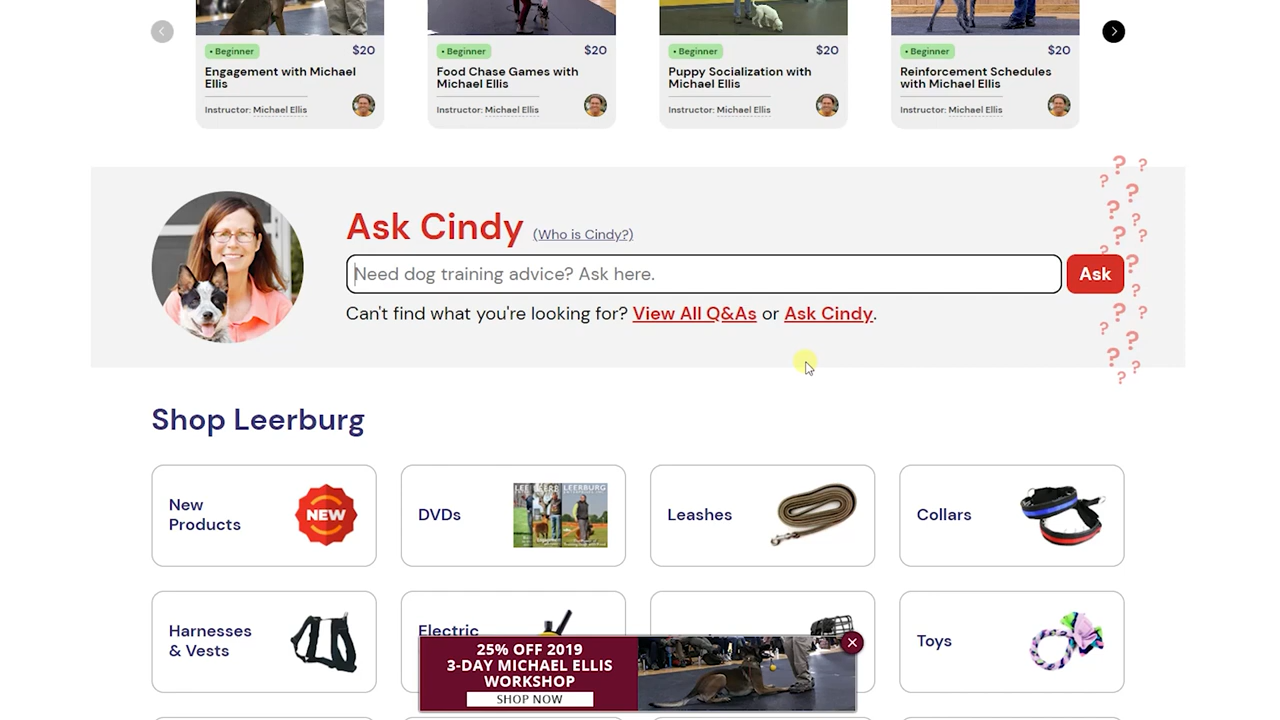 • Beginner $20
Engagement with Michael
Ellis
Instructor: Michael Ellis
• Beginner $20
Food Chase Games with
Michael Ellis
Instructor: Michael Ellis
• Beginner $20
Puppy Socialization with
Michael Ellis
Instructor: Michael Ellis
• Beginner $20
Reinforcement Schedules
with Michael Ellis
Instructor: Michael Ellis
Ask Cindy (Who is Cindy?)
Need dog training advice? Ask here.
Ask
Can't find what you're looking for? View All Q&As or Ask Cindy.
Shop Leerburg
New
Products
NEW
DVDs
LEERBURG
Leashes
Collars
Harnesses
& Vests
Electric
Toys
25% OFF 2019
3-DAY MICHAEL ELLIS
WORKSHOP
SHOP NOW